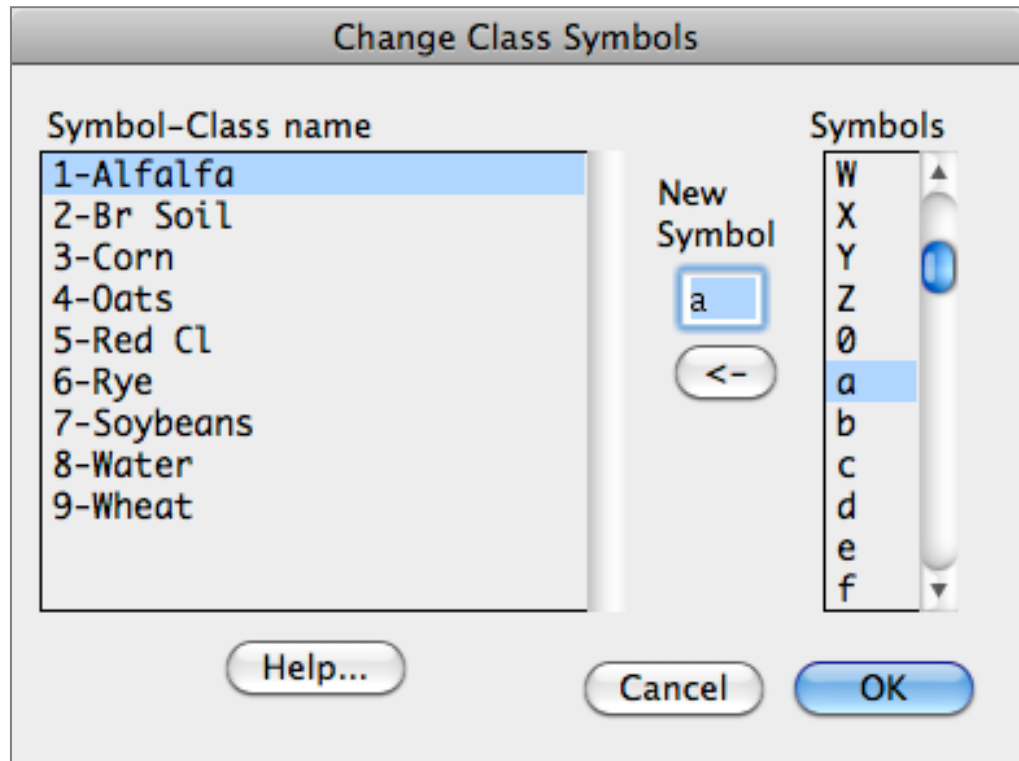 Change Class Symbols
Symbol-Class name
1-Alfalfa
2-Br Soil
3-Corn
4-Oats
5-Red Cl
6-Rye
7-Soybeans
8-Water
9-Wheat
New
Symbol
a
<-
Symbols
W
X
Y
Z
0
a
b
c
d
e
f
Help...
Cancel
OK